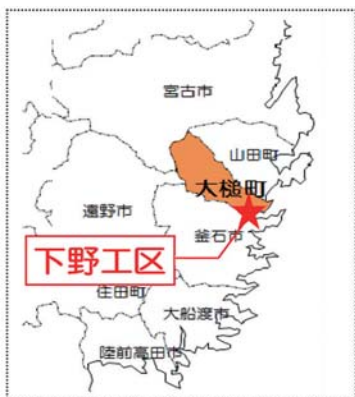 宮古市
山田町
大槌町
遠野市
釜石市
下野工区
住田町
大船渡市
陸前高田市